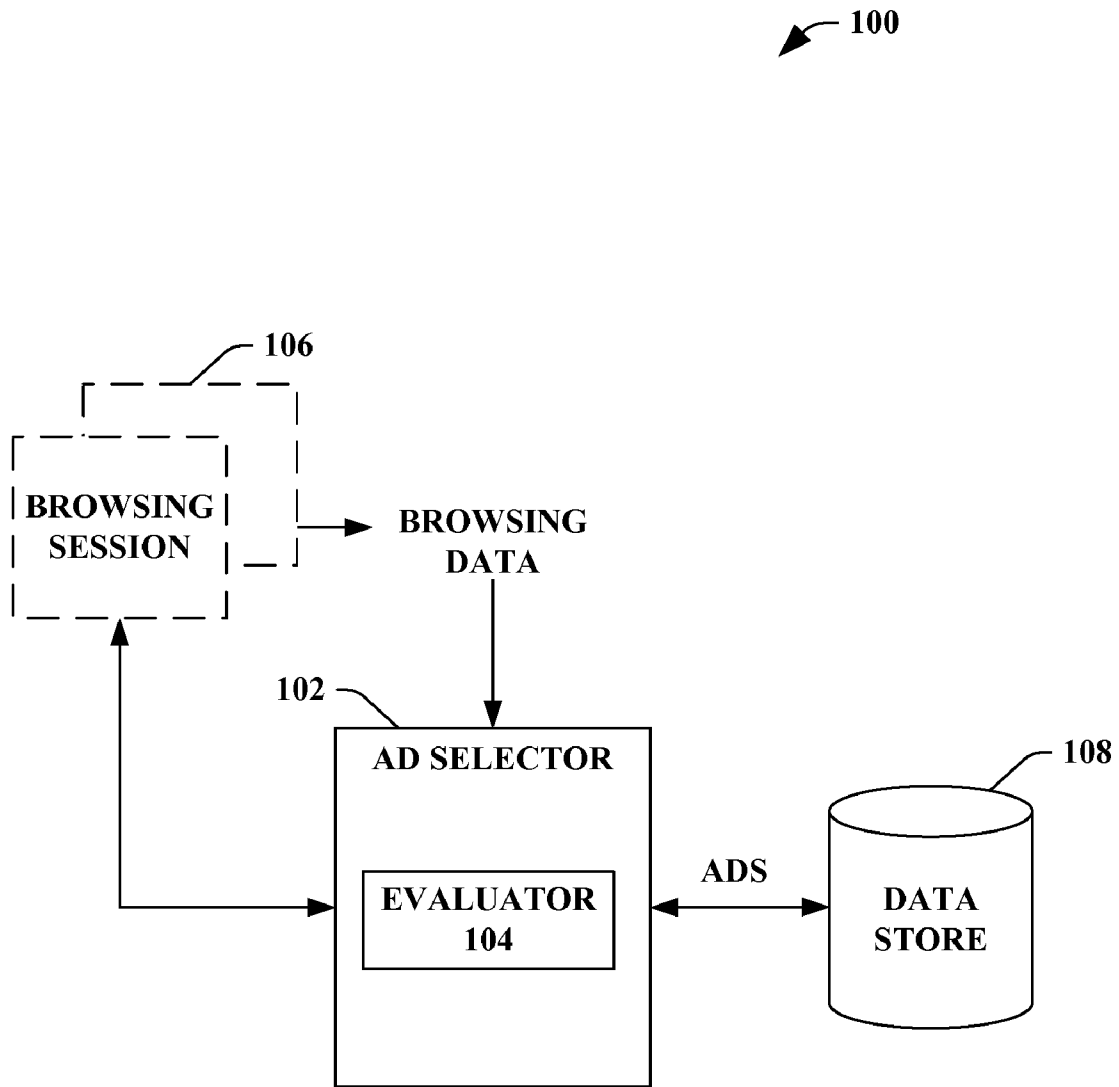 100
106
BROWSING
SESSION
BROWSING
DATA
102
AD SELECTOR
108
EVALUATOR
104
ADS
DATA
STORE